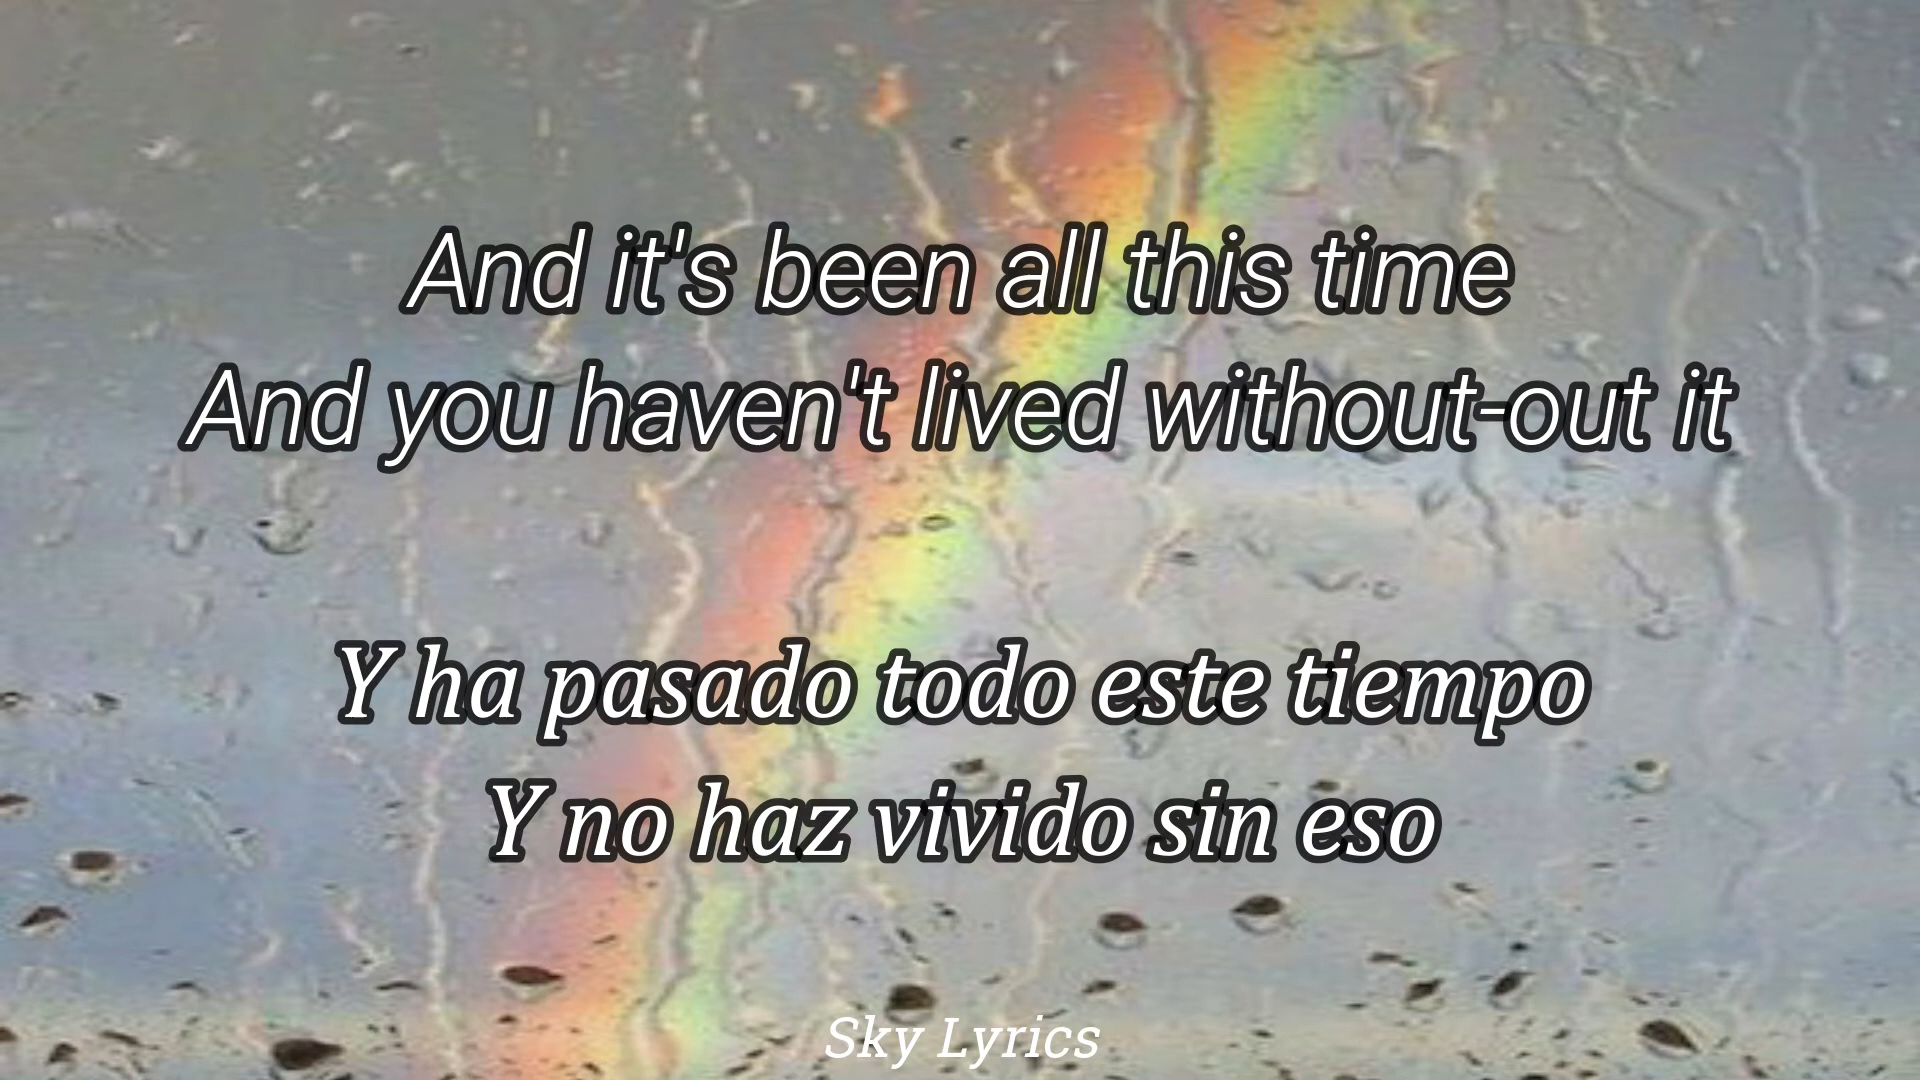 And it's been all this time
And you haven't lived without-out it
Y ha pasado todo este tiempo
Y no haz vivido sin eso
Sky Lyrics